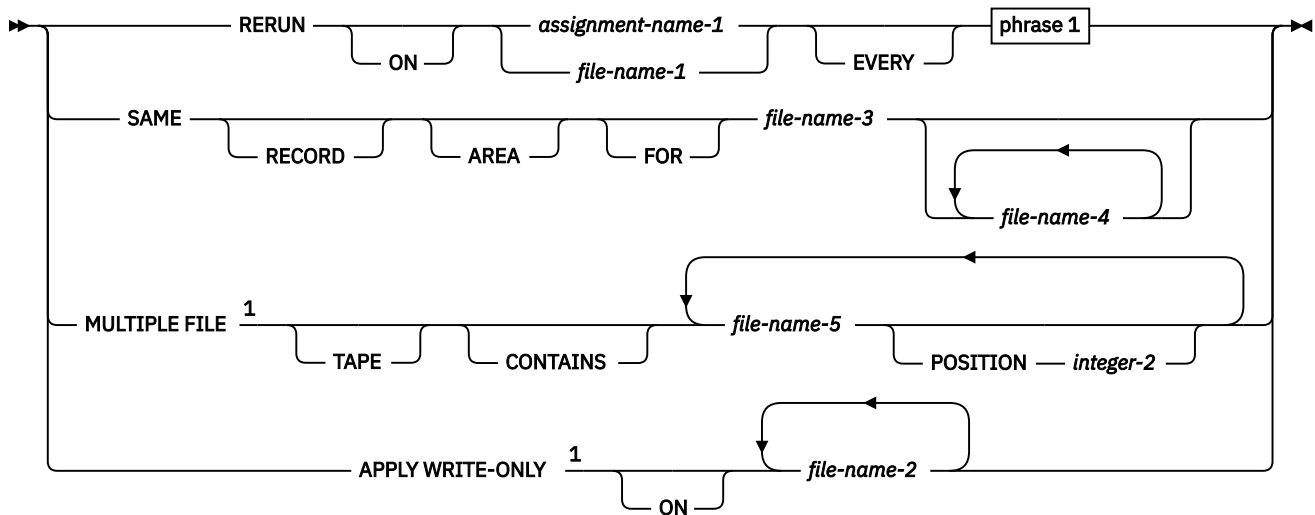 RERUN ON assignment-name-1 EVERY phrase 1
file-name-1
SAME RECORD AREA FOR file-name-3
file-name-4
MULTIPLE FILE 1 TAPE CONTAINS file-name-5 POSITION integer-2
APPLY WRITE-ONLY 1 ON file-name-2